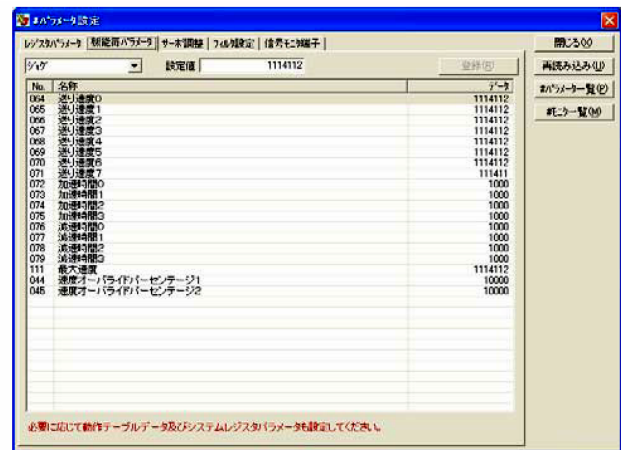 #パラメータ設定
レジスタパラメータ 機能再パラメータ サーボ調整 フィルタ設定 信号モニタ端子
ジョグ 設定値 1114112 登録(R)
閉じる(X)
再読み込み(U)
#パラメーター覧(P)
#モニター覧(M)
No. 名称 データ
064 送り速度0 1114112
065 送り速度1 1114112
066 送り速度2 1114112
067 送り速度3 1114112
068 送り速度4 1114112
069 送り速度5 1114112
070 送り速度6 1114112
071 送り速度7 111411
072 加速時間0 1000
073 加速時間1 1000
074 加速時間2 1000
075 加速時間3 1000
076 減速時間0 1000
077 減速時間1 1000
078 減速時間2 1000
079 減速時間3 1000
111 最大速度 1114112
044 速度オーバライドパーセンテージ1 10000
045 速度オーバライドパーセンテージ2 10000
必要に応じて動作テーブルデータ及びシステムレジスタパラメータも設定してください。